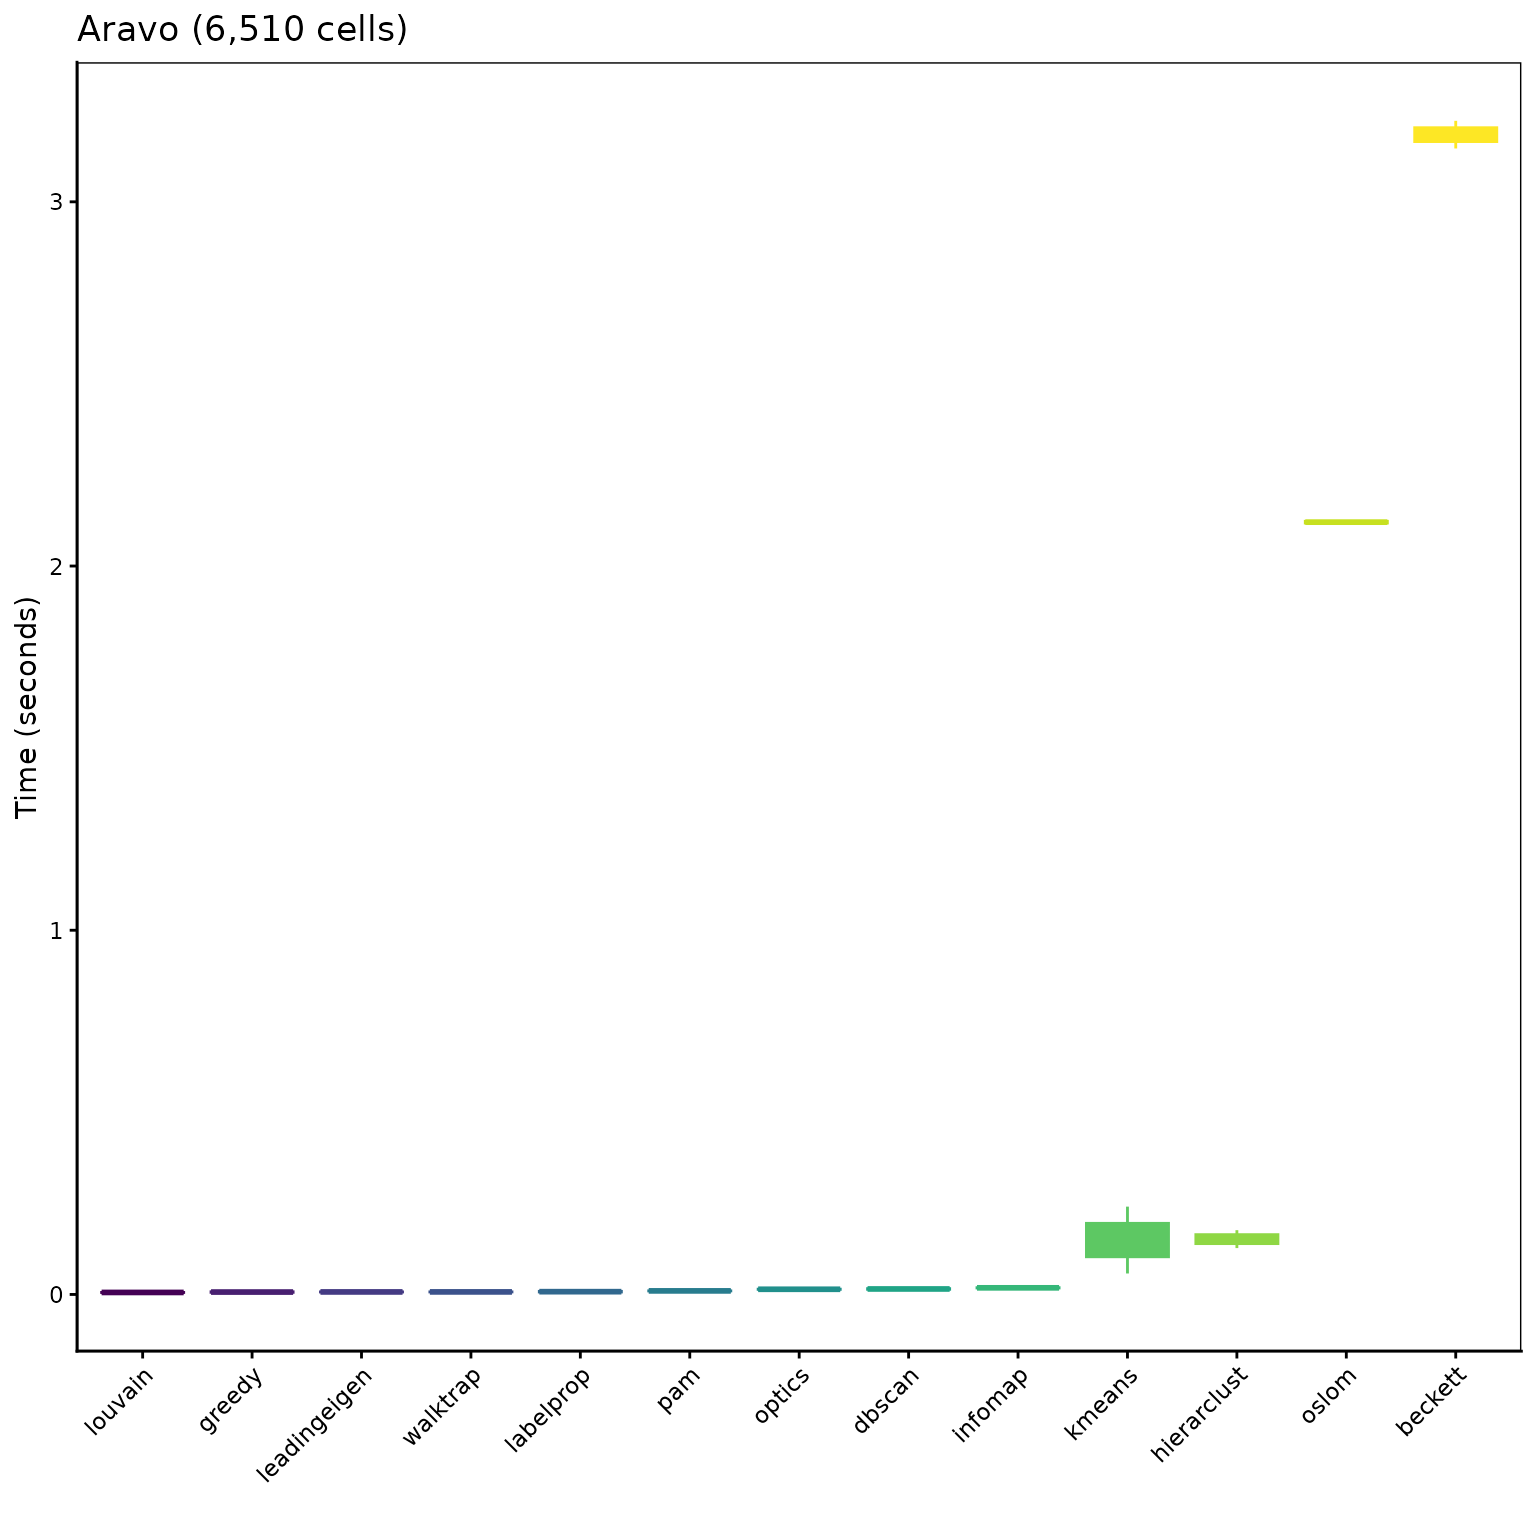 Aravo (6,510 cells)
Time (seconds)
3
2
1
0
louvain
greedy
leadingeigen
walktrap
labelprop
pam
optics
dbscan
infomap
kmeans
hierarclust
oslom
beckett